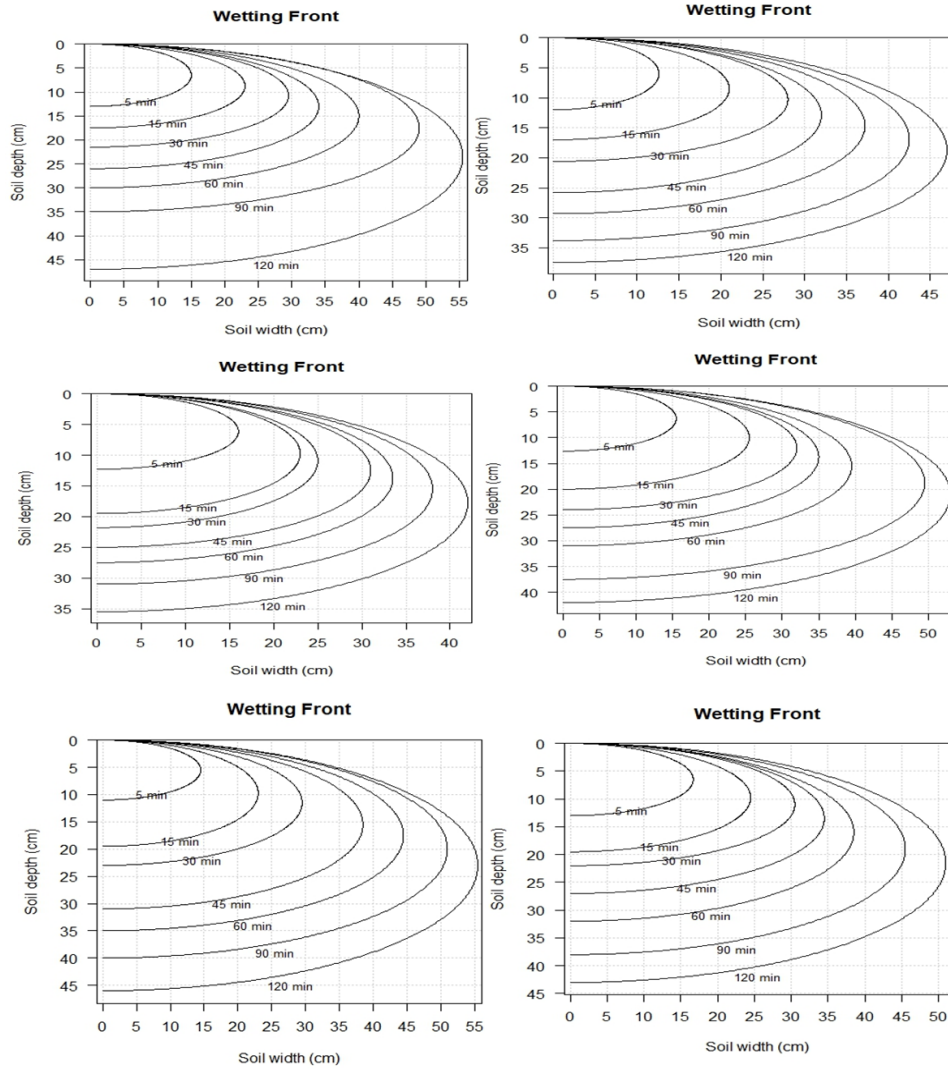 Wetting Front
Soil depth (cm)
0
5
10
15
20
25
30
35
40
45
5 min
15 min
30 min
45 min
60 min
90 min
120 min
0 5 10 15 20 25 30 35 40 45 50 55
Soil width (cm)
Wetting Front
Soil depth (cm)
0
5
10
15
20
25
30
35
5 min
15 min
30 min
45 min
60 min
90 min
120 min
0 5 10 15 20 25 30 35 40 45
Soil width (cm)
Wetting Front
Soil depth (cm)
0
5
10
15
20
25
30
35
5 min
15 min
30 min
45 min
60 min
90 min
120 min
0 5 10 15 20 25 30 35 40
Soil width (cm)
Wetting Front
Soil depth (cm)
0
5
10
15
20
25
30
35
40
5 min
15 min
30 min
45 min
60 min
90 min
120 min
0 5 10 15 20 25 30 35 40 45 50
Soil width (cm)
Wetting Front
Soil depth (cm)
0
5
10
15
20
25
30
35
40
45
5 min
15 min
30 min
45 min
60 min
90 min
120 min
0 5 10 15 20 25 30 35 40 45 50 55
Soil width (cm)
Wetting Front
Soil depth (cm)
0
5
10
15
20
25
30
35
40
45
5 min
15 min
30 min
45 min
60 min
90 min
120 min
0 5 10 15 20 25 30 35 40 45 50
Soil width (cm)